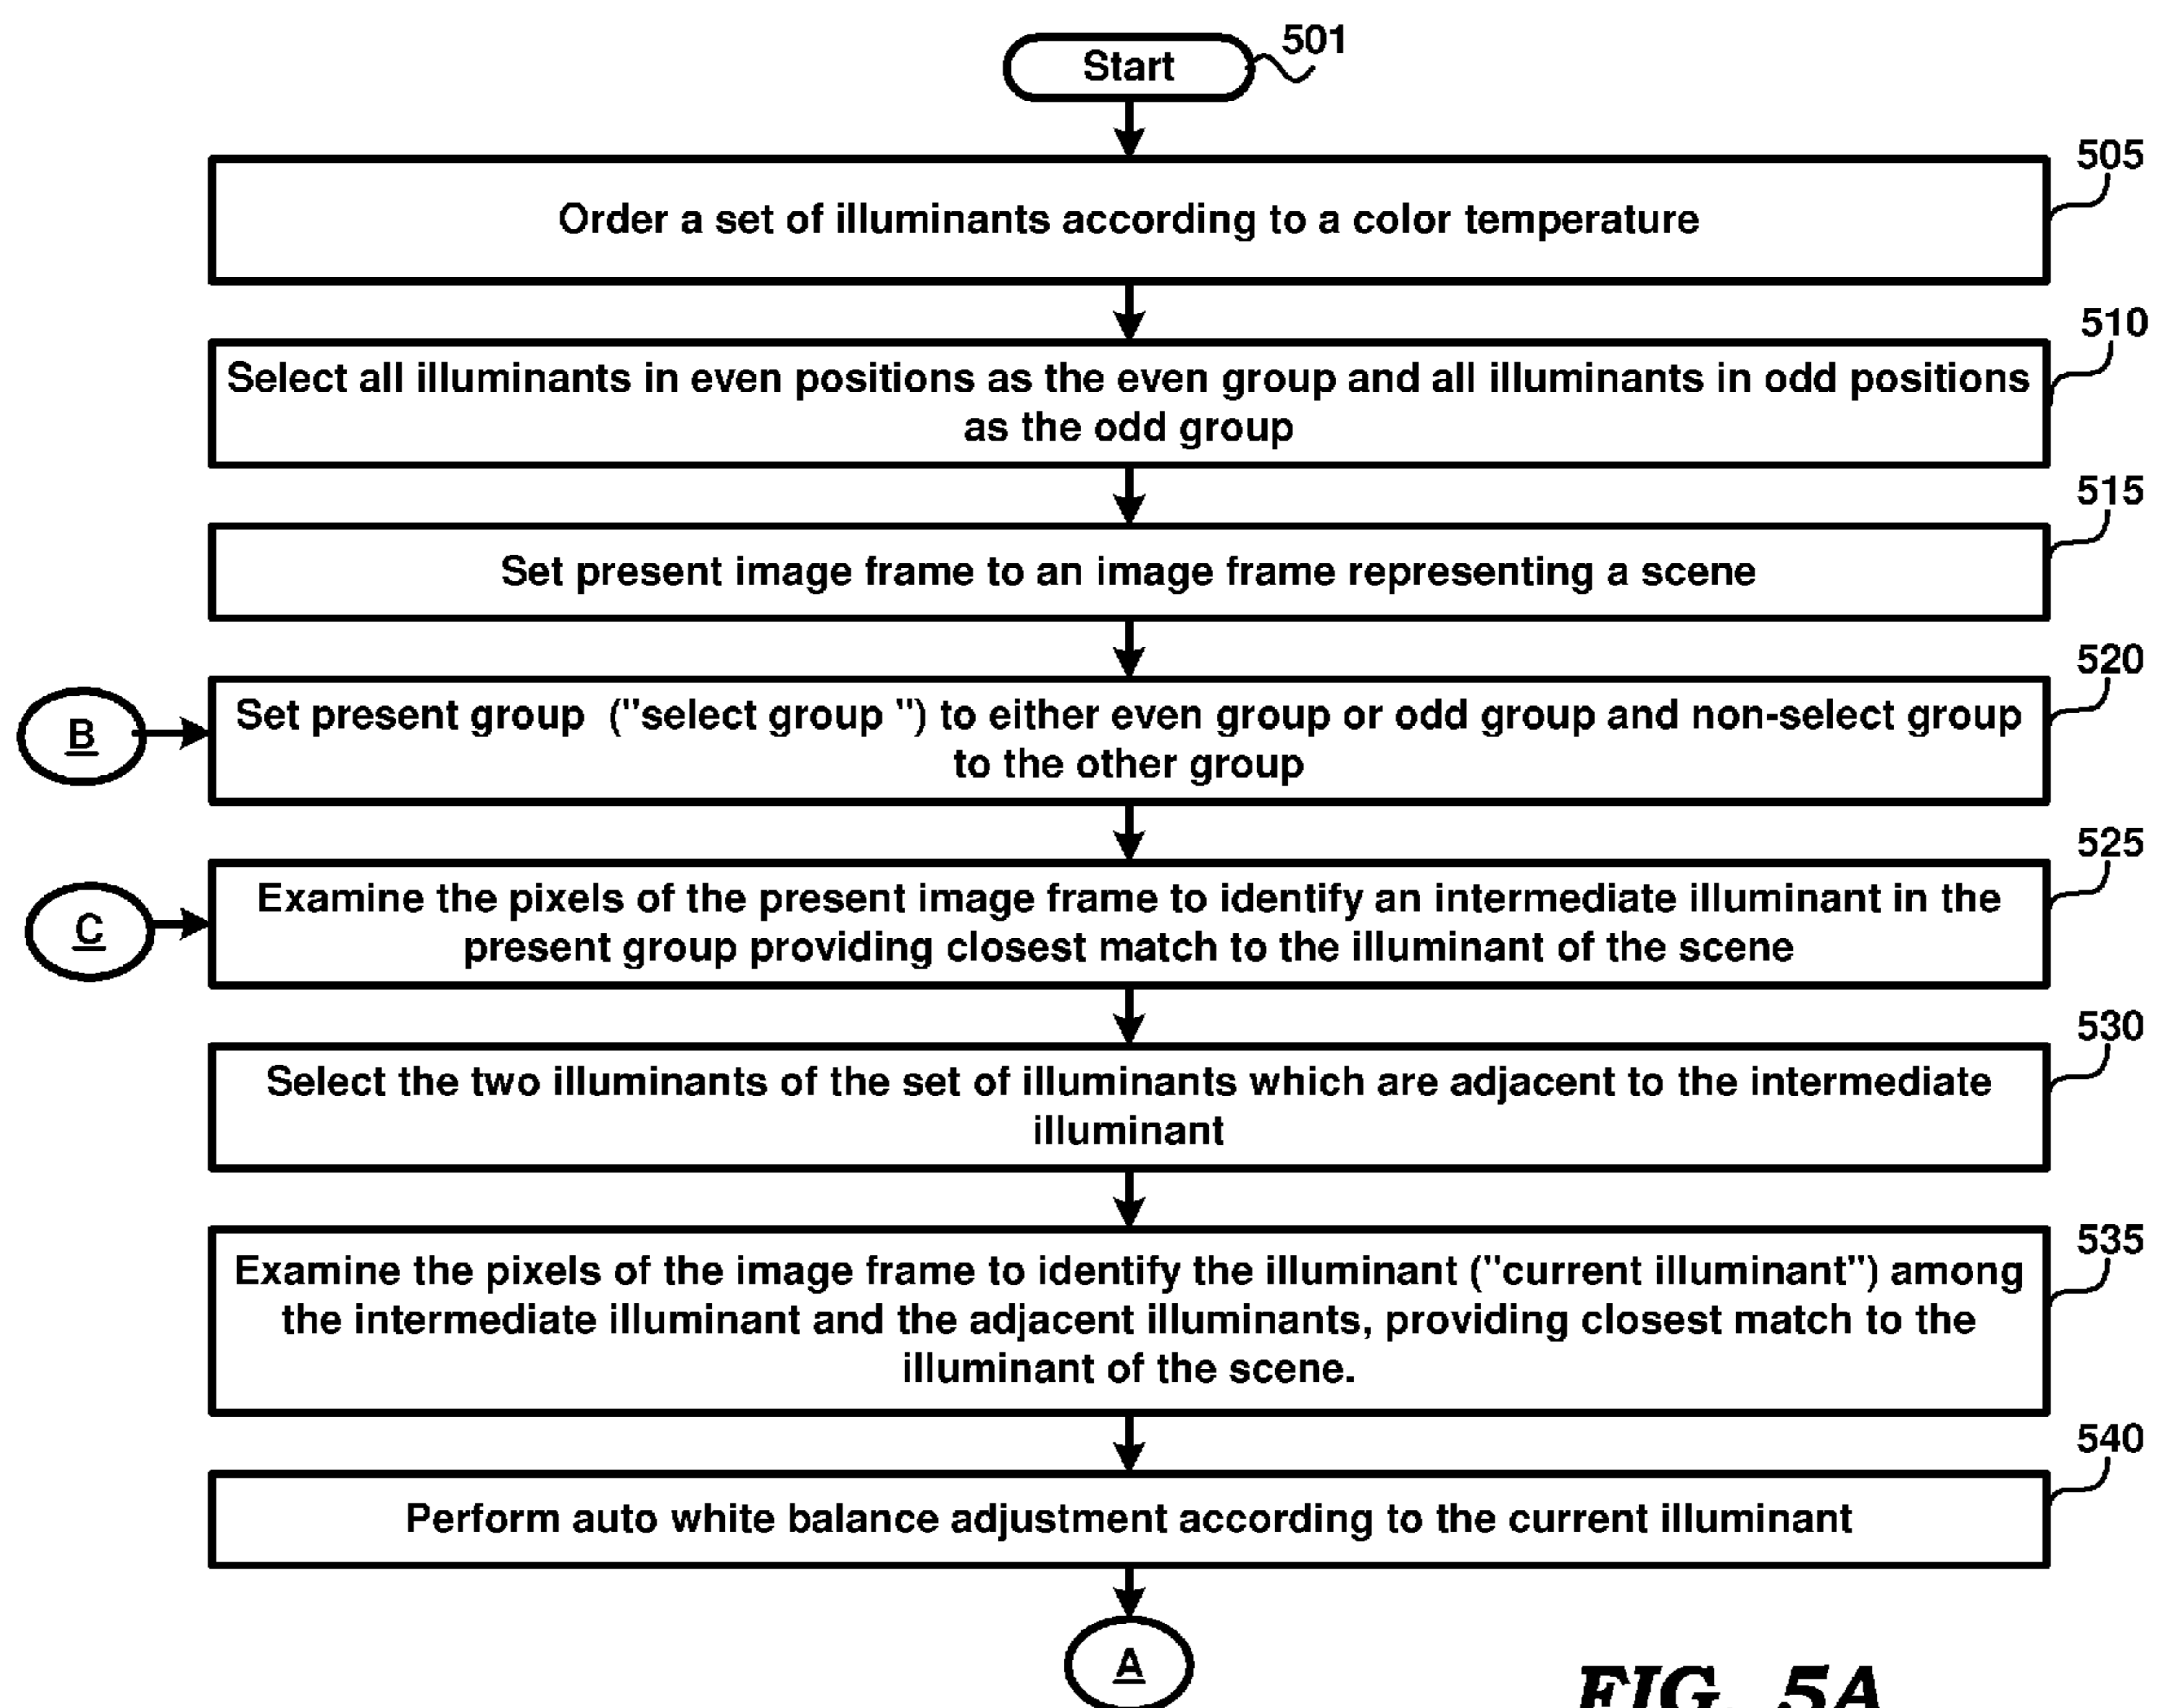 Start
501
505
Order a set of illuminants according to a color temperature
510
Select all illuminants in even positions as the even group and all illuminants in odd positions
as the odd group
515
Set present image frame to an image frame representing a scene
520
B
Set present group ("select group ") to either even group or odd group and non-select group
to the other group
525
C
Examine the pixels of the present image frame to identify an intermediate illuminant in the
present group providing closest match to the illuminant of the scene
530
Select the two illuminants of the set of illuminants which are adjacent to the intermediate
illuminant
535
Examine the pixels of the image frame to identify the illuminant ("current illuminant") among
the intermediate illuminant and the adjacent illuminants, providing closest match to the
illuminant of the scene.
540
Perform auto white balance adjustment according to the current illuminant
A
FIG. 5A